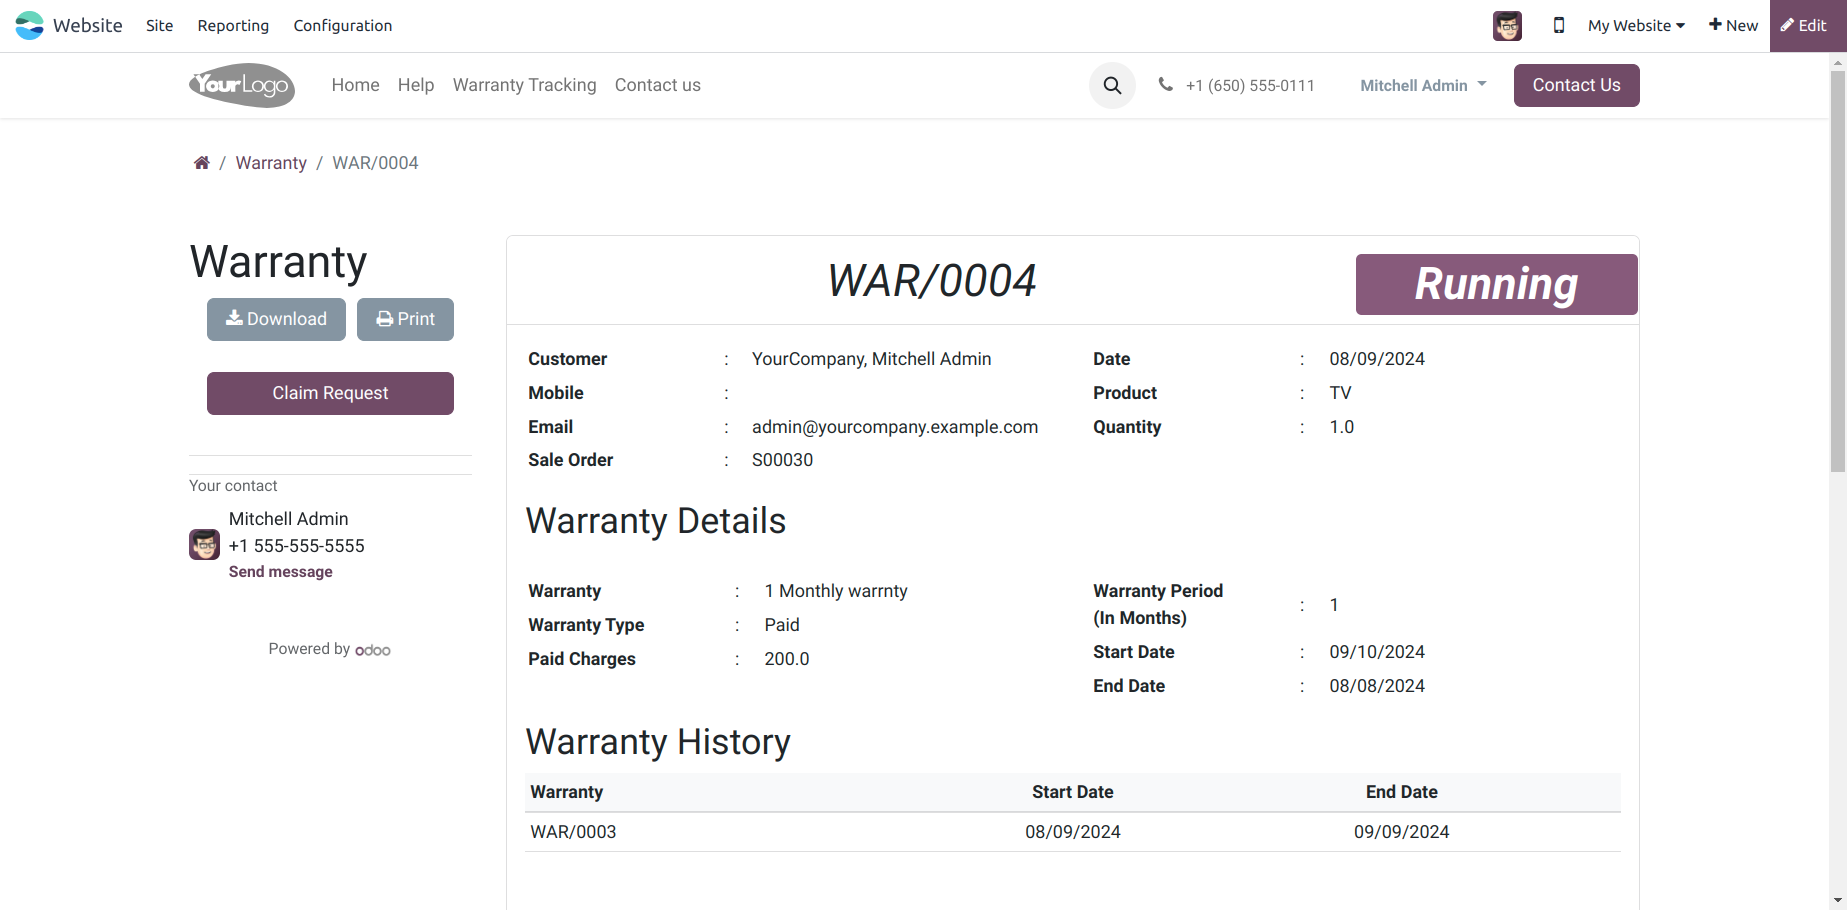 Website Site Reporting Configuration My Website New Edit
YourLogo Home Help Warranty Tracking Contact us +1 (650) 555-0111 Mitchell Admin Contact Us
/ Warranty / WAR/0004
Warranty
Download Print
Claim Request
Your contact
Mitchell Admin
+1 555-555-5555
Send message
Powered by odoo
WAR/0004 Running
Customer : YourCompany, Mitchell Admin Date : 08/09/2024
Mobile : Product : TV
Email : admin@yourcompany.example.com Quantity : 1.0
Sale Order : S00030
Warranty Details
Warranty : 1 Monthly warrnty Warranty Period
(In Months) : 1
Warranty Type : Paid
Start Date : 09/10/2024
Paid Charges : 200.0
End Date : 08/08/2024
Warranty History
Warranty Start Date End Date
WAR/0003 08/09/2024 09/09/2024